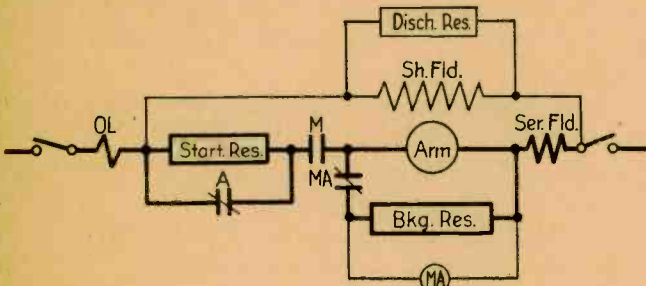 Disch. Res.
Sh. Fld.
OL
M
Ser. Fld.
Start. Res.
Arm
A
MA
Bkg. Res.
MA